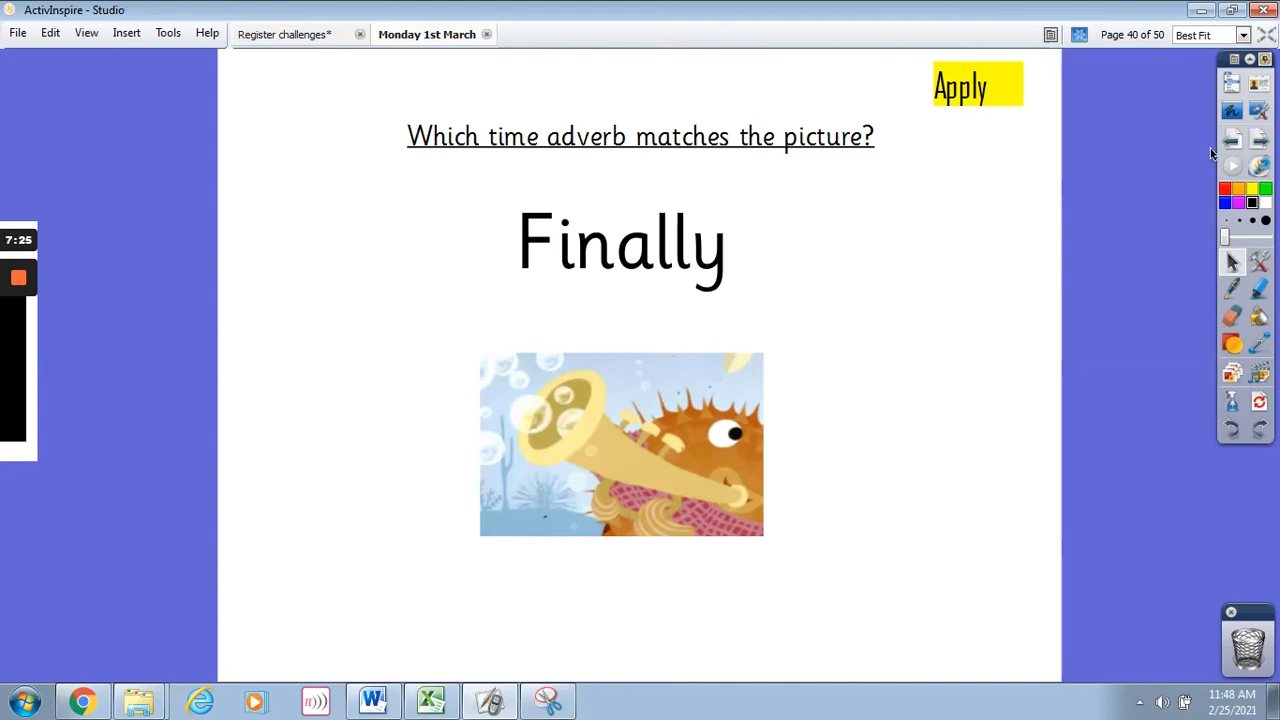 ActivInspire - Studio
File Edit View Insert Tools Help
Register challenges* Monday 1st March
Page 40 of 50 Best Fit
Apply
Which time adverb matches the picture?
Finally
7:25
11:48 AM
2/25/2021